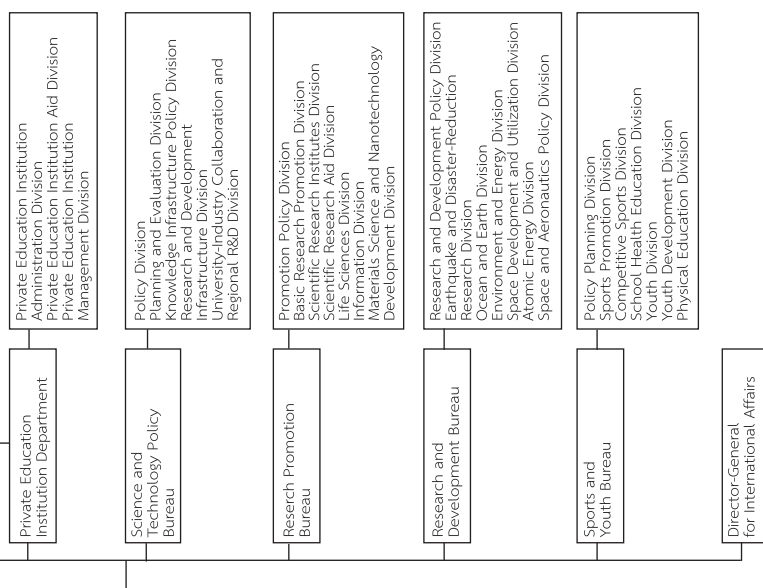 Private Education
Institution Department
Private Education Institution
Administration Division
Private Education Institution Aid Division
Private Education Institution
Management Division
Science and
Technology Policy
Bureau
Policy Division
Planning and Evaluation Division
Knowledge Infrastructure Policy Division
Research and Development
Infrastructure Division
University-Industry Collaboration and
Regional R&D Division
Reserch Promotion
Bureau
Promotion Policy Division
Basic Research Promotion Division
Scientific Research Institutes Division
Scientific Research Aid Division
Life Sciences Division
Information Division
Materials Science and Nanotechnology
Development Division
Research and
Development Bureau
Research and Development Policy Division
Earthquake and Disaster-Reduction
Research Division
Ocean and Earth Division
Environment and Energy Division
Space Development and Utilization Division
Atomic Energy Division
Space and Aeronautics Policy Division
Sports and
Youth Bureau
Policy Planning Division
Sports Promotion Division
Competitive Sports Division
School Health Education Division
Youth Division
Youth Development Division
Physical Education Division
Director-General
for International Affairs